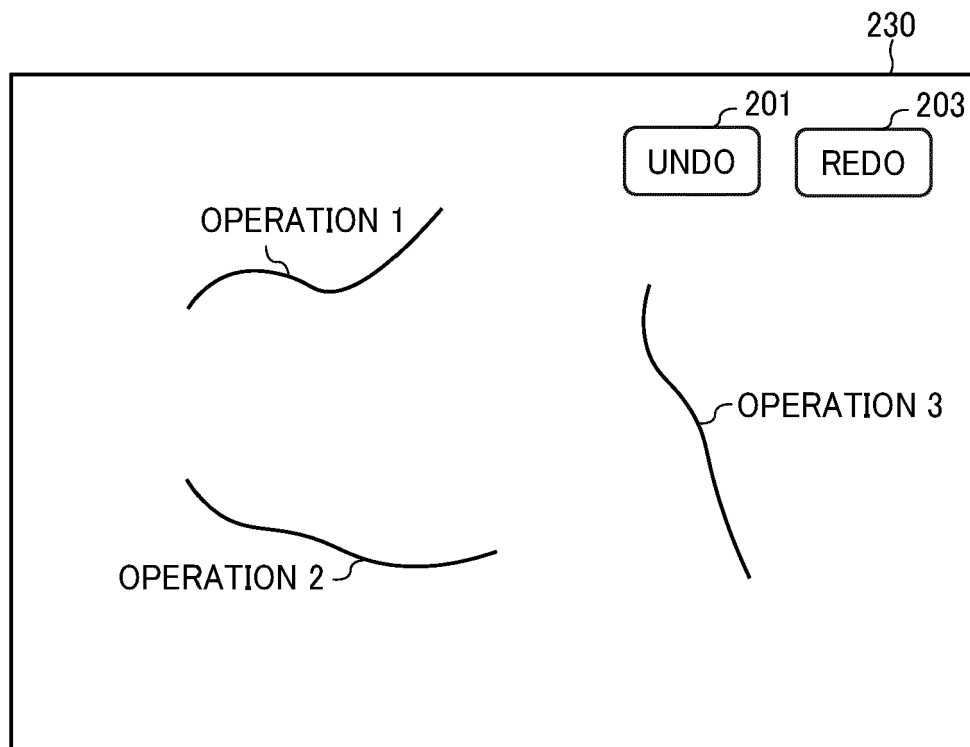 230
201
203
UNDO
REDO
OPERATION 1
OPERATION 3
OPERATION 2